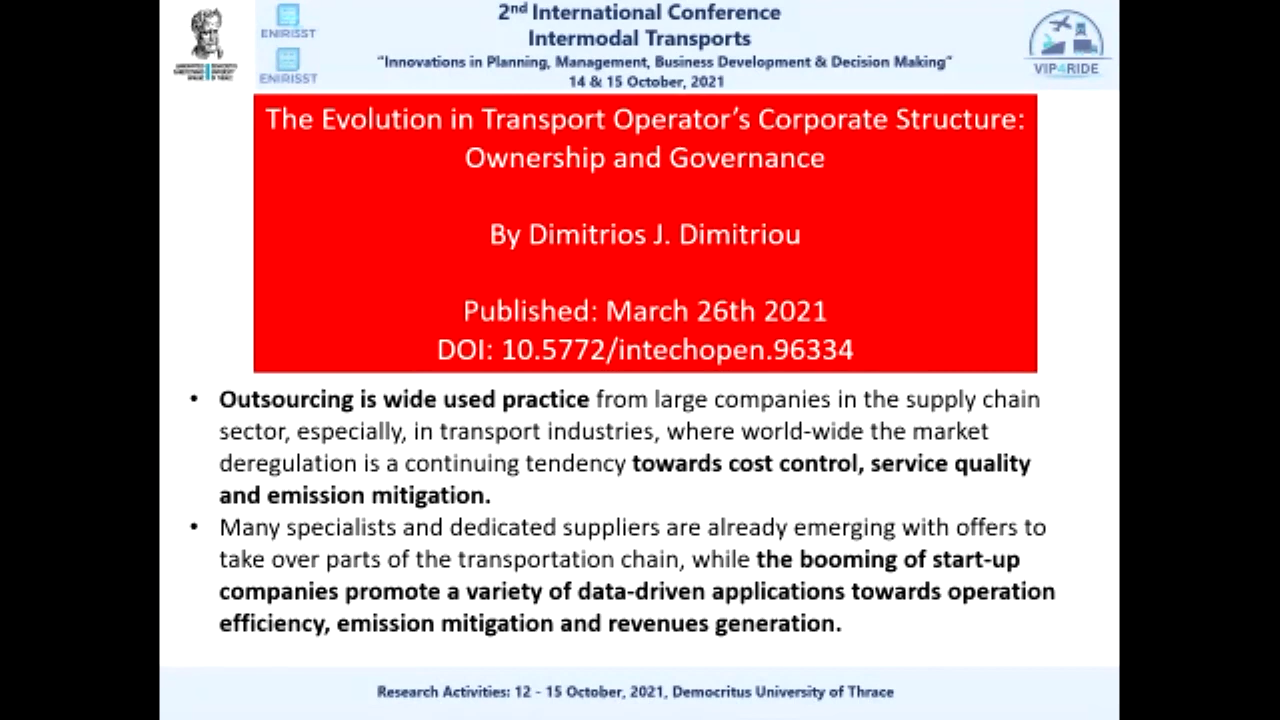 2nd International Conference
Intermodal Transports
"Innovations in Planning, Management, Business Development & Decision Making"
14 & 15 October, 2021
ENIRISST
ENIRISST
VIP4RIDE
The Evolution in Transport Operator's Corporate Structure:
Ownership and Governance
By Dimitrios J. Dimitriou
Published: March 26th 2021
DOI: 10.5772/intechopen.96334
• Outsourcing is wide used practice from large companies in the supply chain
sector, especially, in transport industries, where world-wide the market
deregulation is a continuing tendency towards cost control, service quality
and emission mitigation.
• Many specialists and dedicated suppliers are already emerging with offers to
take over parts of the transportation chain, while the booming of start-up
companies promote a variety of data-driven applications towards operation
efficiency, emission mitigation and revenues generation.
Research Activities: 12 - 15 October, 2021, Democritus University of Thrace